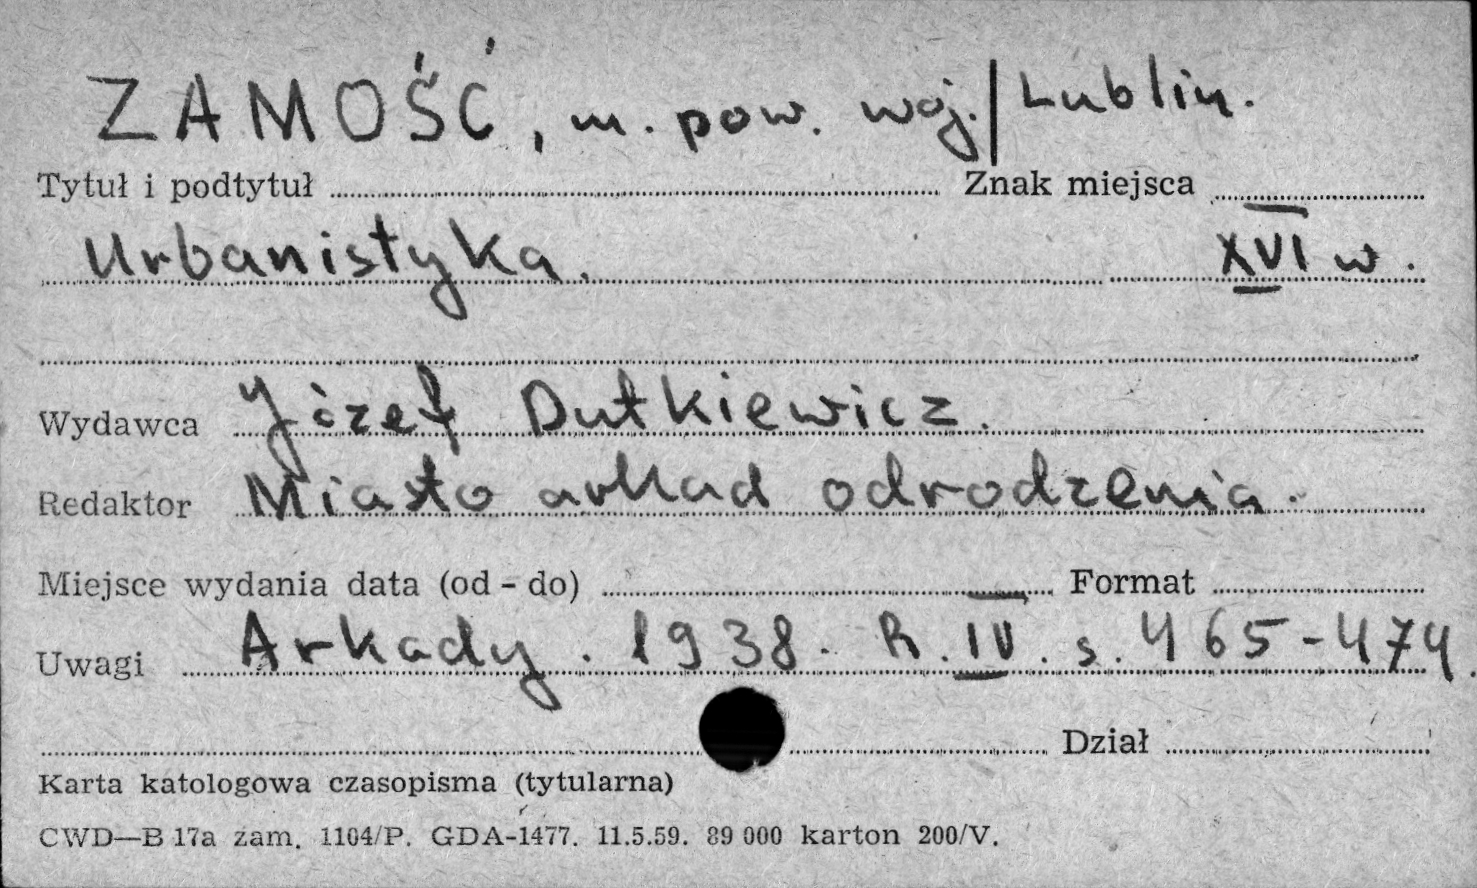 ZAMOŚĆ, m. pow. woj. | Lublin.
Tytuł i podtytuł Znak miejsca
Urbanistyka. XVI w.
Wydawca Józef Dutkiewicz.
Redaktor Miasto arkad odrodzenia.
Miejsce wydania data (od - do) Format
Uwagi Arkady. 1938. R. IV. s. 465-474.
Dział
Karta katologowa czasopisma (tytularna)
CWD—B 17a zam. 1104/P. GDA-1477. 11.5.59. 89 000 karton 200/V.